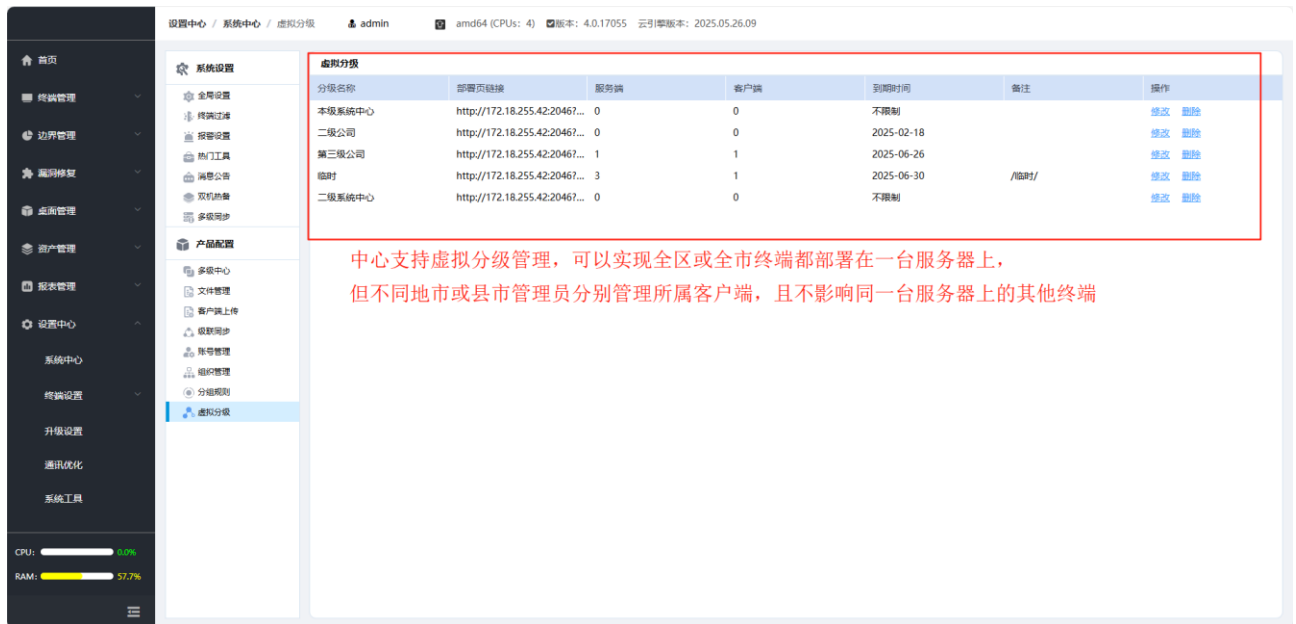 设置中心 / 系统中心 / 虚拟分级 admin amd64 (CPUs: 4) 版本: 4.0.17055 云引擎版本: 2025.05.26.09
首页
终端管理
边界管理
漏洞修复
桌面管理
资产管理
报表管理
设置中心
系统中心
终端设置
升级设置
通讯优化
系统工具
CPU: 0.0%
RAM: 57.7%
系统设置
全局设置
终端过滤
报警设置
热门工具
消息公告
双机热备
多级同步
产品配置
多级中心
文件管理
客户端上传
级联同步
账号管理
组织管理
分组规则
虚拟分级
虚拟分级
分级名称 部署页链接 服务端 客户端 到期时间 备注 操作
本级系统中心 http://172.18.255.42:2046?... 0 0 不限制 修改 删除
二级公司 http://172.18.255.42:2046?... 0 0 2025-02-18 修改 删除
第三级公司 http://172.18.255.42:2046?... 1 1 2025-06-26 修改 删除
临时 http://172.18.255.42:2046?... 3 1 2025-06-30 /临时/ 修改 删除
二级系统中心 http://172.18.255.42:2046?... 0 0 不限制 修改 删除
中心支持虚拟分级管理，可以实现全区或全市终端都部署在一台服务器上，
但不同地市或县市管理员分别管理所属客户端，且不影响同一台服务器上的其他终端